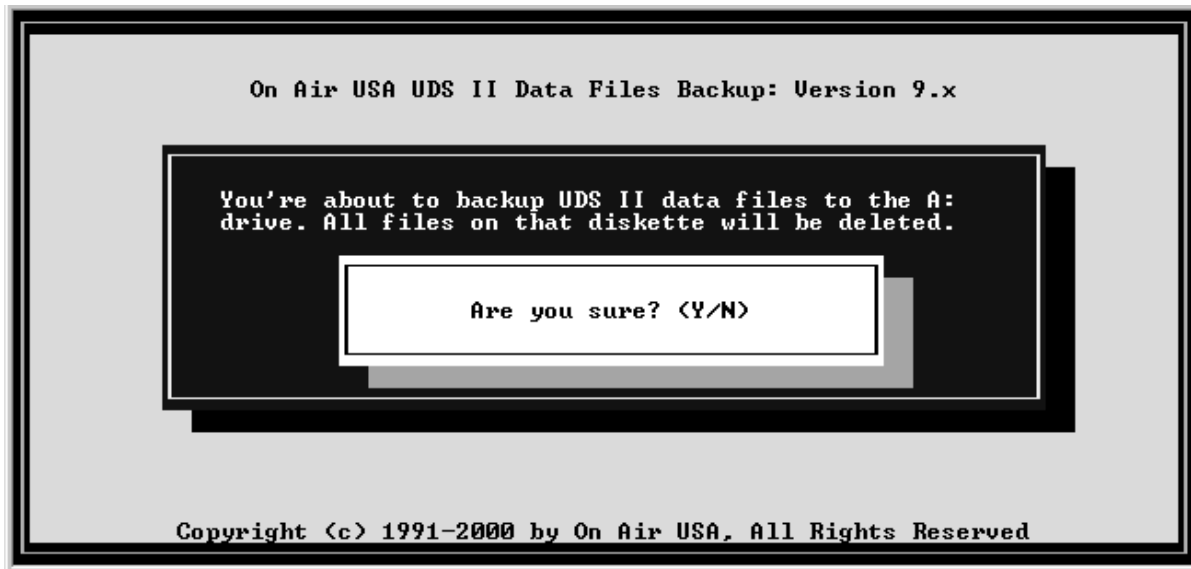 On Air USA UDS II Data Files Backup: Version 9.x
You're about to backup UDS II data files to the A:
drive. All files on that diskette will be deleted.
Are you sure? (Y/N)
Copyright (c) 1991-2000 by On Air USA, All Rights Reserved